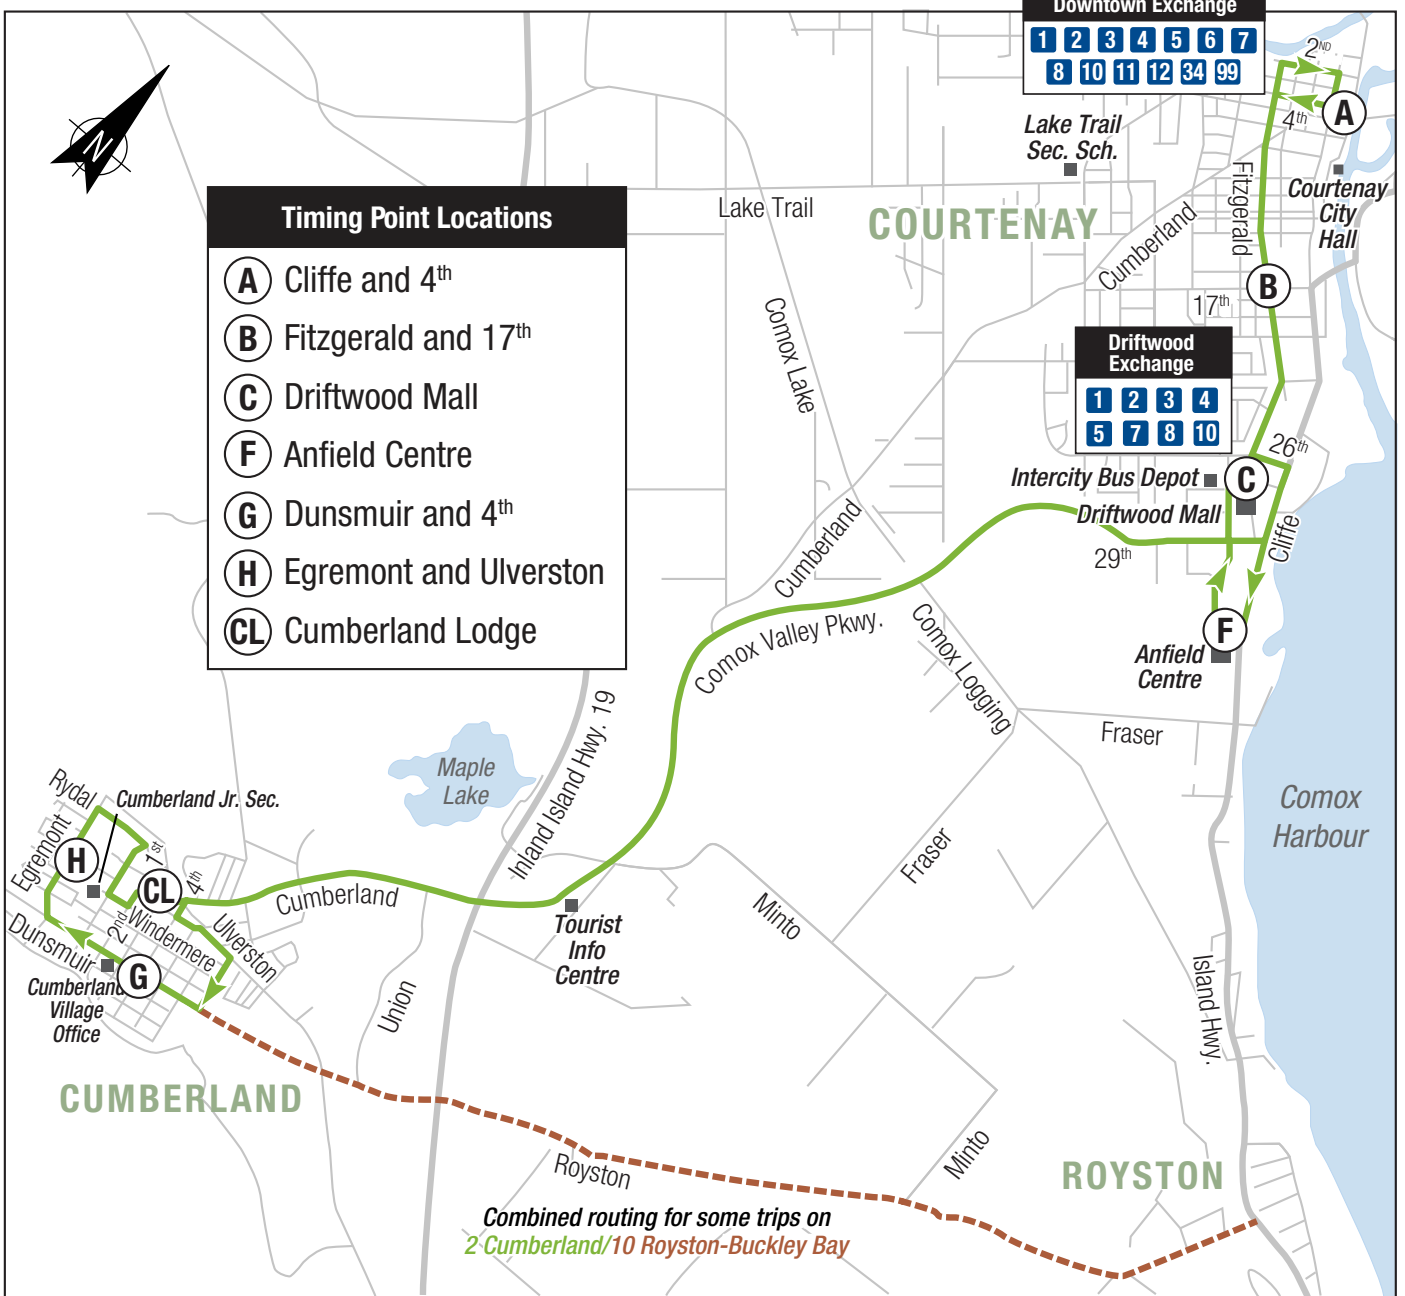 Downtown Exchange
1 2 3 4 5 6 7
8 10 11 12 34 99
2ND
4th
A
Lake Trail
Sec. Sch.
Courtenay
City
Hall
Fitzgerald
Lake Trail
COURTENAY
Cumberland
N
Timing Point Locations
A Cliffe and 4th
B Fitzgerald and 17th
C Driftwood Mall
F Anfield Centre
G Dunsmuir and 4th
H Egremont and Ulverston
CL Cumberland Lodge
B
17th
Comox Lake
Driftwood
Exchange
1 2 3 4
5 7 8 10
26th
Intercity Bus Depot
C
Driftwood Mall
Cliffe
29th
Cumberland
Comox Valley Pkwy.
Comox Logging
F
Anfield
Centre
Fraser
Inland Island Hwy. 19
Maple
Lake
Comox
Harbour
Rydal
Cumberland Jr. Sec.
Egremont
H
1st
CL
4th
Cumberland
Fraser
Minto
Tourist
Info
Centre
Dunsmuir
2nd
Windermere
Ulverston
G
Cumberland
Village
Office
Union
Island Hwy.
CUMBERLAND
Minto
Royston
ROYSTON
Combined routing for some trips on
2 Cumberland/10 Royston-Buckley Bay